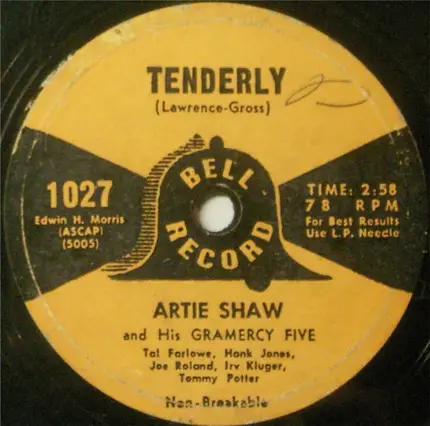 TENDERLY
(Lawrence-Gross)
BELL
RECORD
1027
Edwin H. Morris
(ASCAP)
(5005)
TIME: 2:58
78 RPM
For Best Results
Use L.P. Needle
ARTIE SHAW
and His GRAMERCY FIVE
Tal Farlowe, Hank Jones,
Joe Roland, Irv Kluger,
Tommy Potter
Non-Breakable